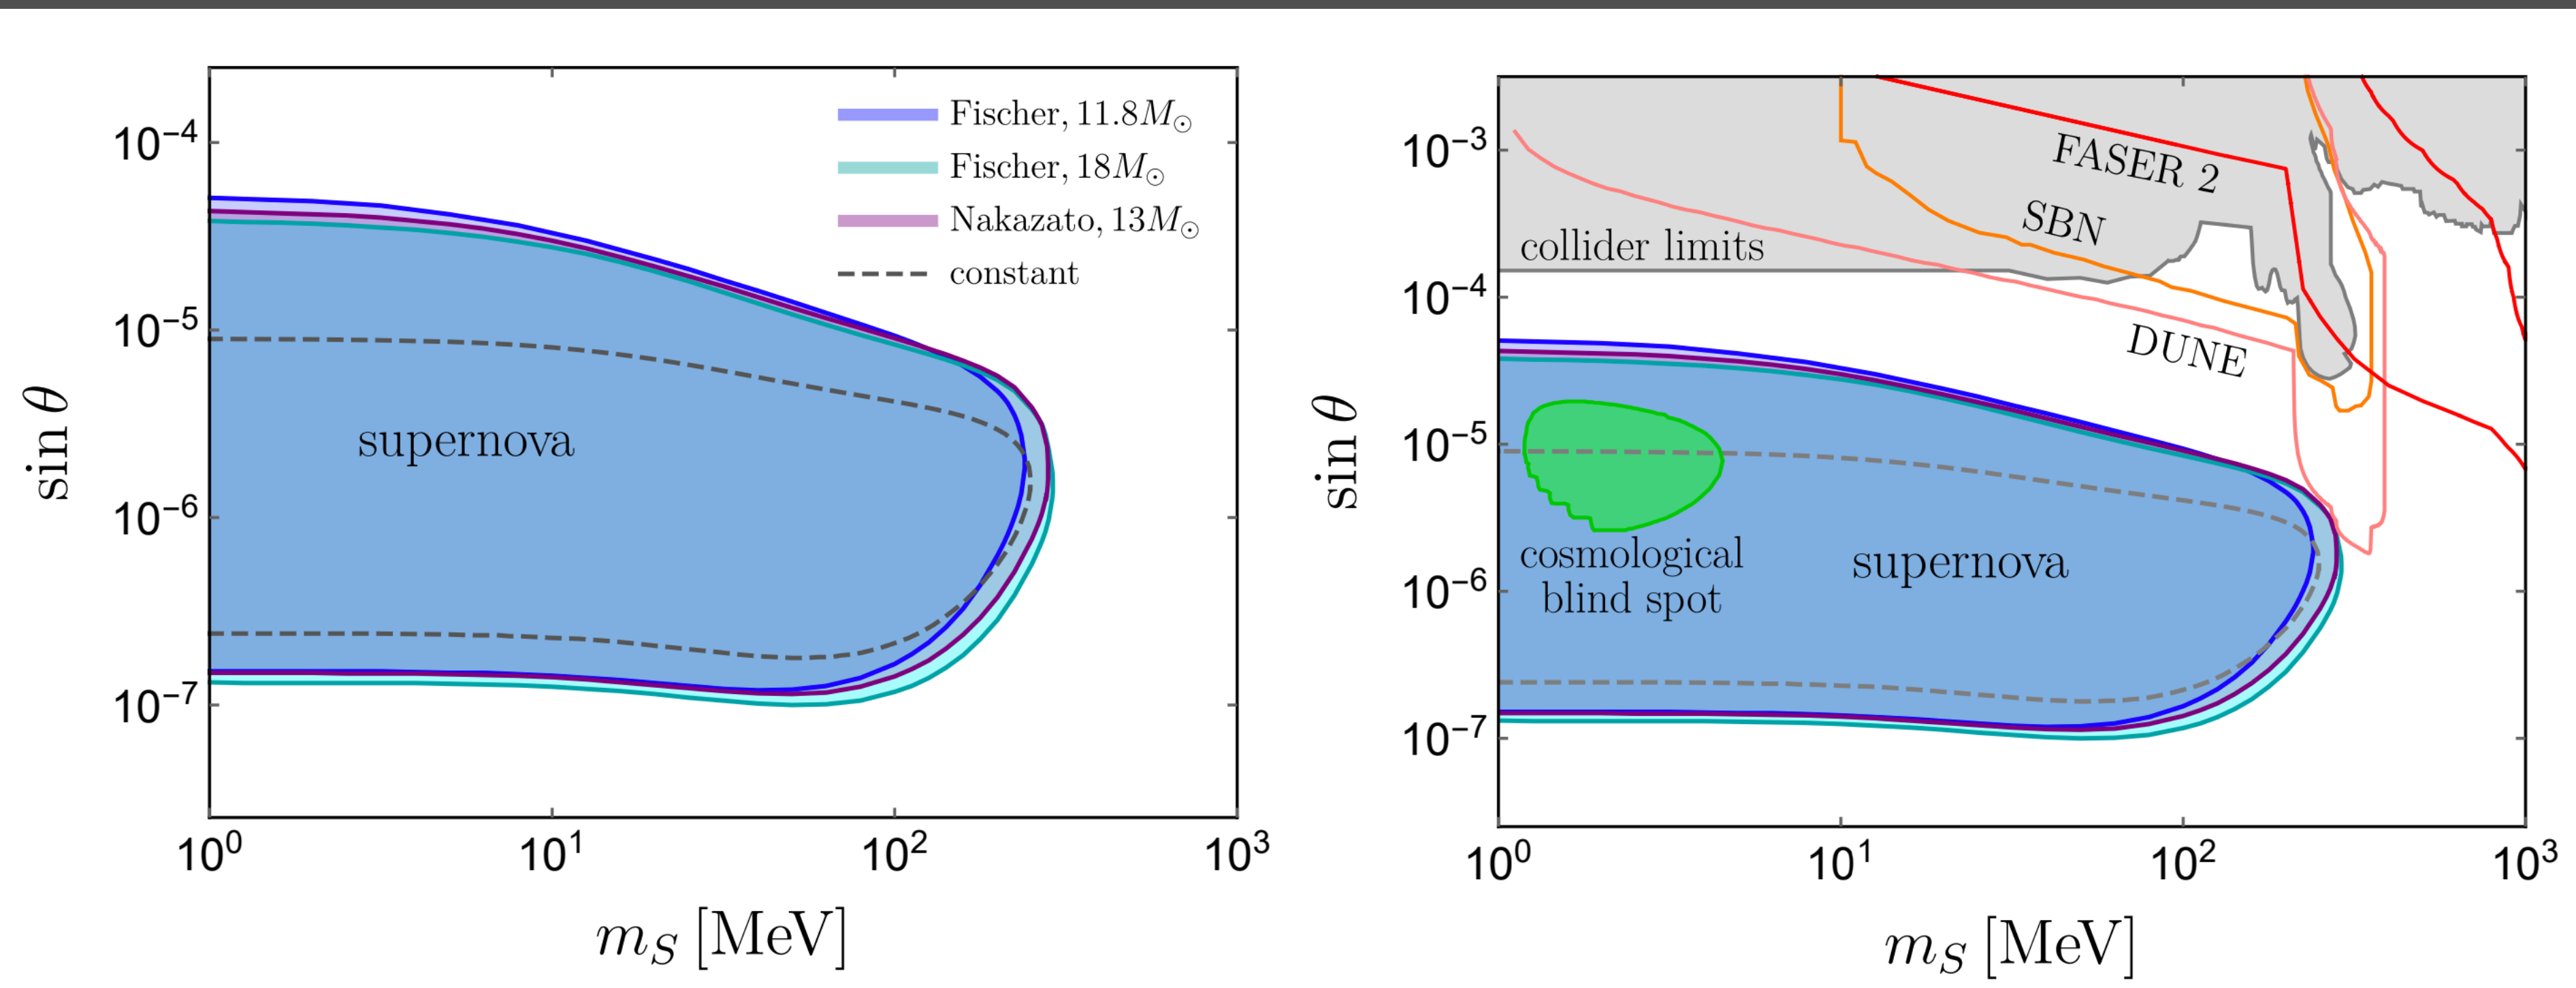 Fischer, 11.8M⊙
Fischer, 18M⊙
Nakazato, 13M⊙
constant
supernova
10⁻⁴
10⁻⁵
10⁻⁶
10⁻⁷
sin θ
10⁰ 10¹ 10² 10³
m_S [MeV]
FASER 2
SBN
collider limits
DUNE
cosmological
blind spot
supernova
10⁻³
10⁻⁴
10⁻⁵
10⁻⁶
10⁻⁷
sin θ
10⁰ 10¹ 10² 10³
m_S [MeV]